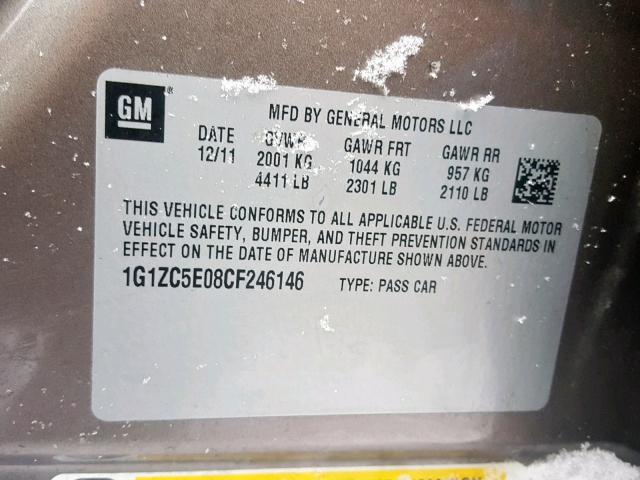 GM®
MFD BY GENERAL MOTORS LLC
DATE GVWR GAWR FRT GAWR RR
12/11 2001 KG 1044 KG 957 KG
4411 LB 2301 LB 2110 LB
THIS VEHICLE CONFORMS TO ALL APPLICABLE U.S. FEDERAL MOTOR
VEHICLE SAFETY, BUMPER, AND THEFT PREVENTION STANDARDS IN
EFFECT ON THE DATE OF MANUFACTURE SHOWN ABOVE.
1G1ZC5E08CF246146 TYPE: PASS CAR